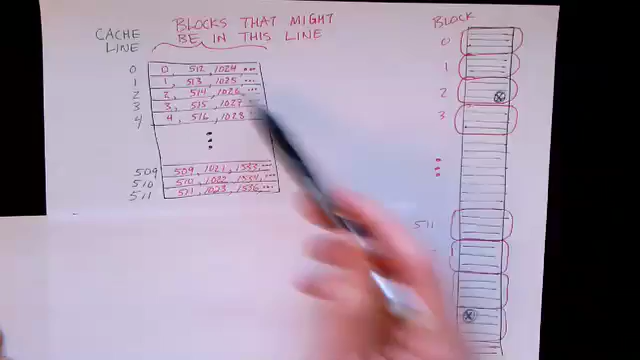 CACHE
LINE
BLOCKS THAT MIGHT
BE IN THIS LINE
0 0, 512, 1024 ...
1 1, 513, 1025, ...
2 2, 514, 1026, ...
3 3, 515, 1027, ...
4 4, 516, 1028
509 509, 1021, 1533, ...
510 510, 1022, 1534, ...
511 511, 1023, 1536, ...
BLOCK
0
1
2
3
511